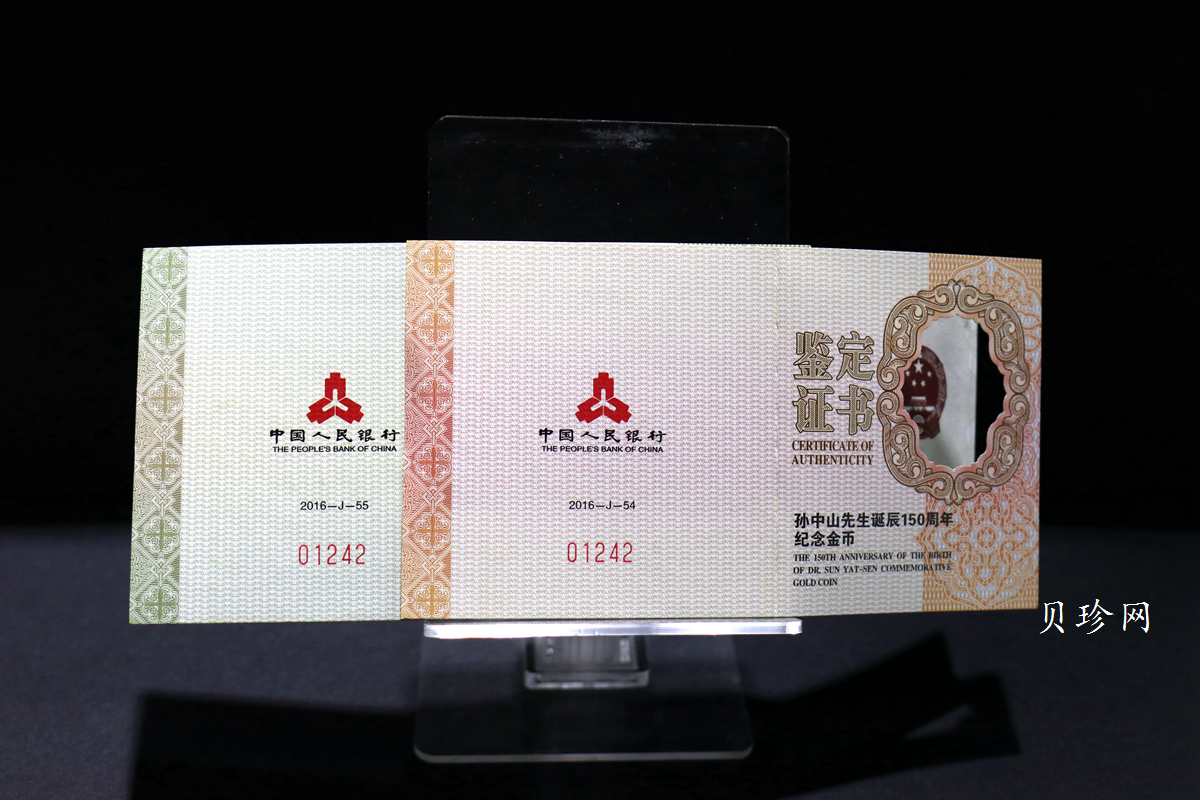 中国人民银行
THE PEOPLE'S BANK OF CHINA
2016—J—55
01242
中国人民银行
THE PEOPLE'S BANK OF CHINA
2016—J—54
01242
鉴定
证书
CERTIFICATE OF
AUTHENTICITY
孙中山先生诞辰150周年
纪念金币
THE 150TH ANNIVERSARY OF THE BIRTH
OF DR. SUN YAT-SEN COMMEMORATIVE
GOLD COIN
贝珍网